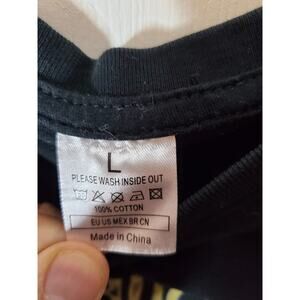 L
PLEASE WASH INSIDE OUT
100% COTTON
EU US MEX BR CN
Made in China